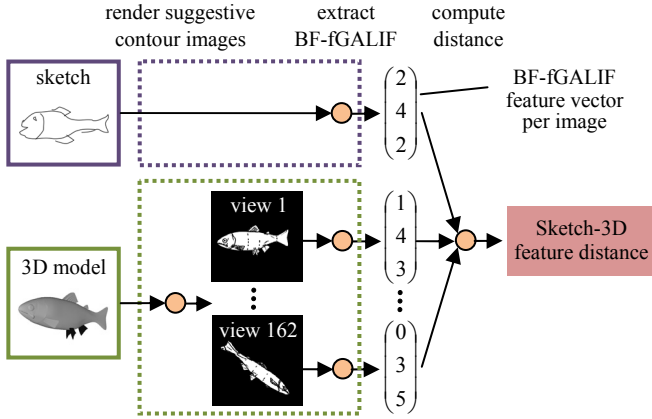 render suggestive
contour images
extract
BF-fGALIF
compute
distance
sketch
2
4
2
BF-fGALIF
feature vector
per image
view 1
1
4
3
3D model
Sketch-3D
feature distance
view 162
0
3
5